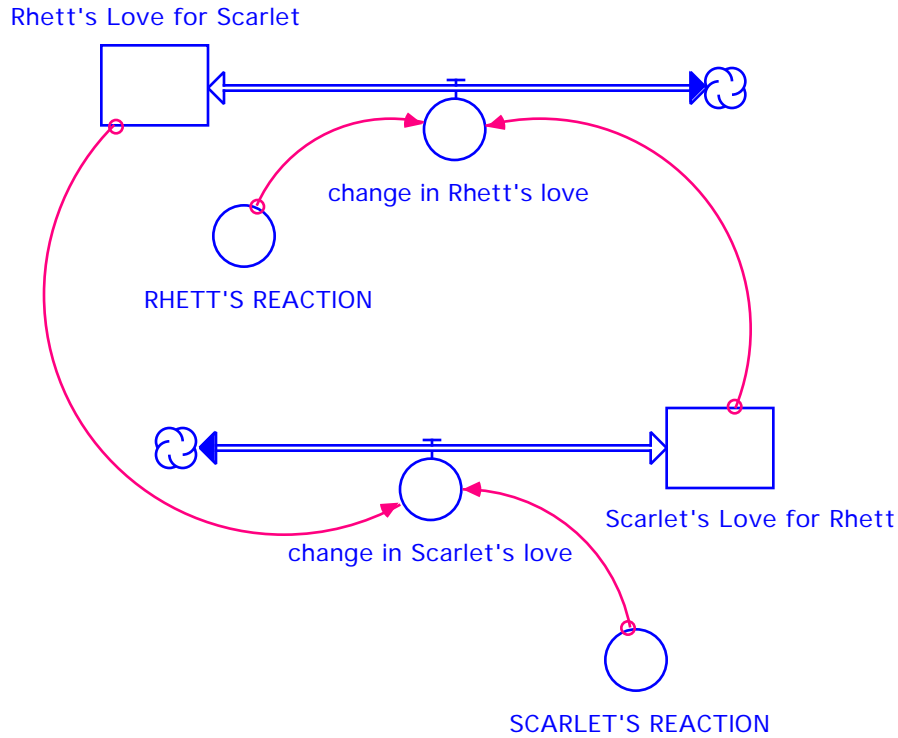 Rhett's Love for Scarlet
change in Rhett's love
RHETT'S REACTION
Scarlet's Love for Rhett
change in Scarlet's love
SCARLET'S REACTION